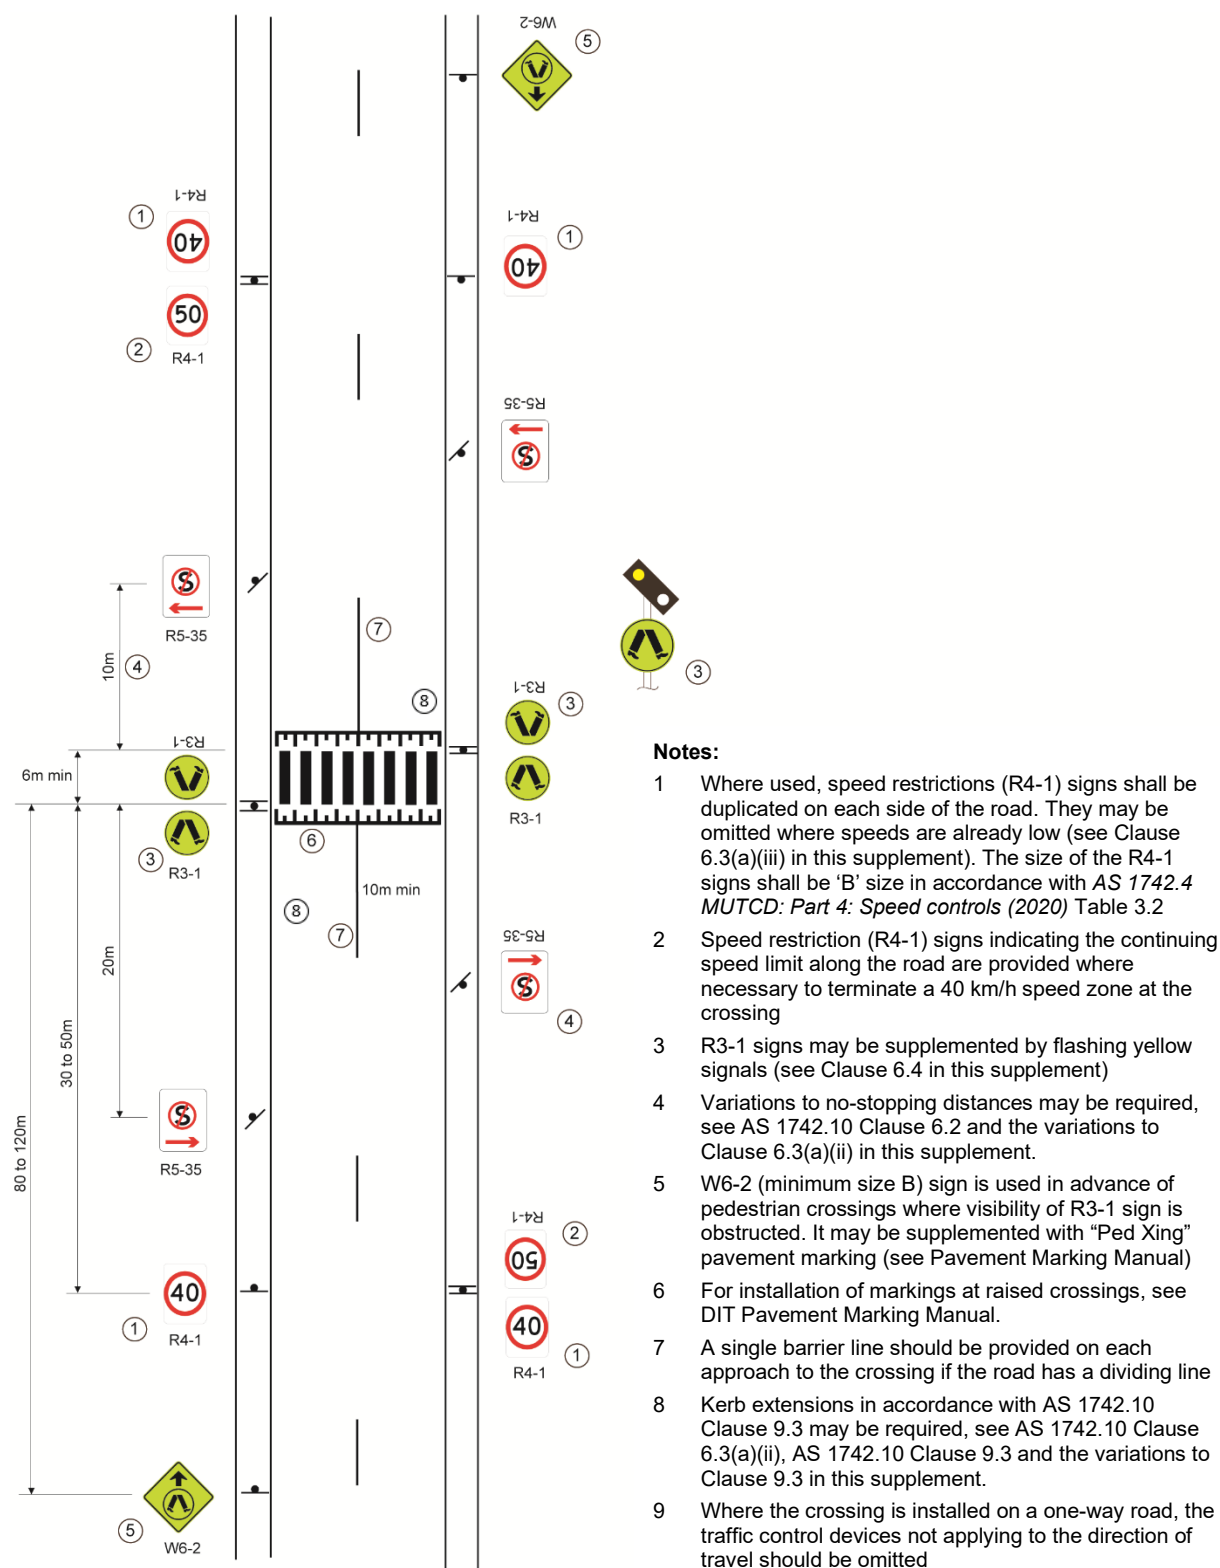 W6-2
5
R4-1
1
40
R4-1
1
40
50
2
R4-1
R5-35
S
S
R5-35
10m
4
7
3
8
R3-1
3
R3-1
6m min
R3-1
3
R3-1
6
10m min
8
7
20m
R5-35
S
4
30 to 50m
S
R5-35
80 to 120m
R4-1
2
50
40
1
R4-1
40
1
R4-1
5
W6-2
Notes:
1 Where used, speed restrictions (R4-1) signs shall be
duplicated on each side of the road. They may be
omitted where speeds are already low (see Clause
6.3(a)(iii) in this supplement). The size of the R4-1
signs shall be ‘B’ size in accordance with AS 1742.4
MUTCD: Part 4: Speed controls (2020) Table 3.2
2 Speed restriction (R4-1) signs indicating the continuing
speed limit along the road are provided where
necessary to terminate a 40 km/h speed zone at the
crossing
3 R3-1 signs may be supplemented by flashing yellow
signals (see Clause 6.4 in this supplement)
4 Variations to no-stopping distances may be required,
see AS 1742.10 Clause 6.2 and the variations to
Clause 6.3(a)(ii) in this supplement.
5 W6-2 (minimum size B) sign is used in advance of
pedestrian crossings where visibility of R3-1 sign is
obstructed. It may be supplemented with “Ped Xing”
pavement marking (see Pavement Marking Manual)
6 For installation of markings at raised crossings, see
DIT Pavement Marking Manual.
7 A single barrier line should be provided on each
approach to the crossing if the road has a dividing line
8 Kerb extensions in accordance with AS 1742.10
Clause 9.3 may be required, see AS 1742.10 Clause
6.3(a)(ii), AS 1742.10 Clause 9.3 and the variations to
Clause 9.3 in this supplement.
9 Where the crossing is installed on a one-way road, the
traffic control devices not applying to the direction of
travel should be omitted